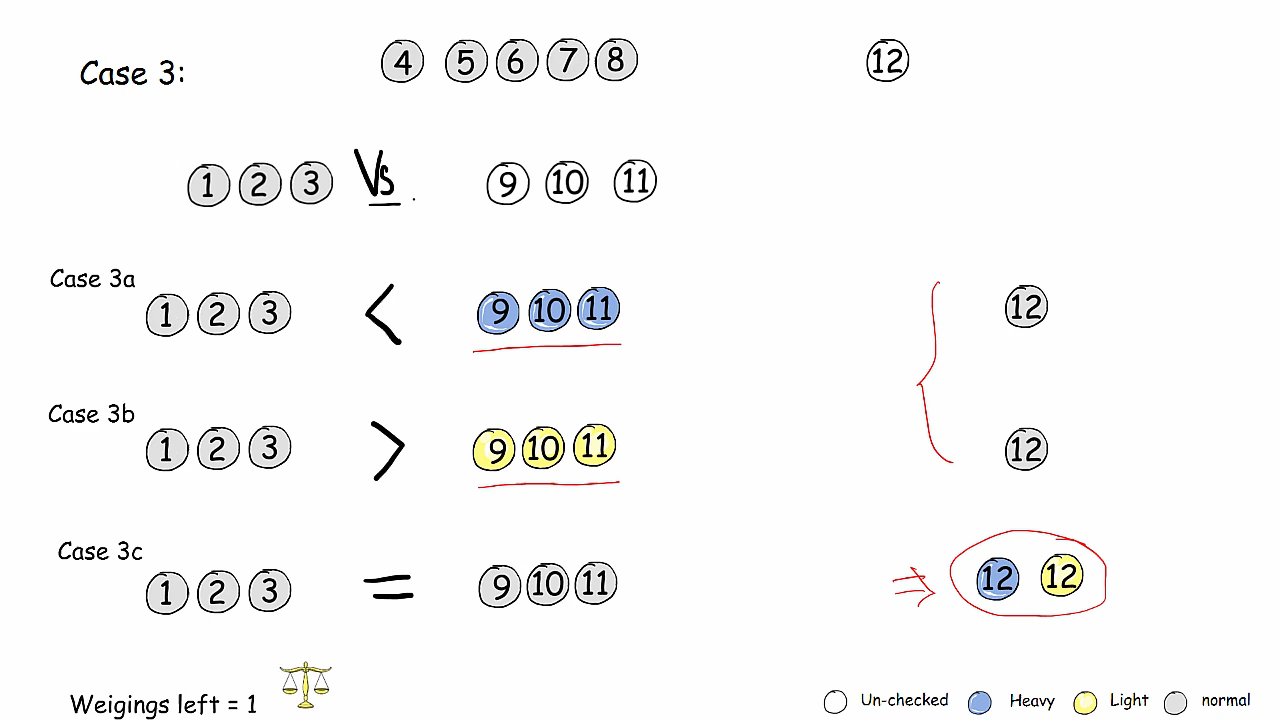 Case 3: 4 5 6 7 8 12
1 2 3 Vs. 9 10 11
Case 3a
1 2 3 < 9 10 11 12
Case 3b
1 2 3 > 9 10 11 12
Case 3c
1 2 3 = 9 10 11 ⇒ 12 12
Weighings left = 1
Un-checked Heavy Light normal